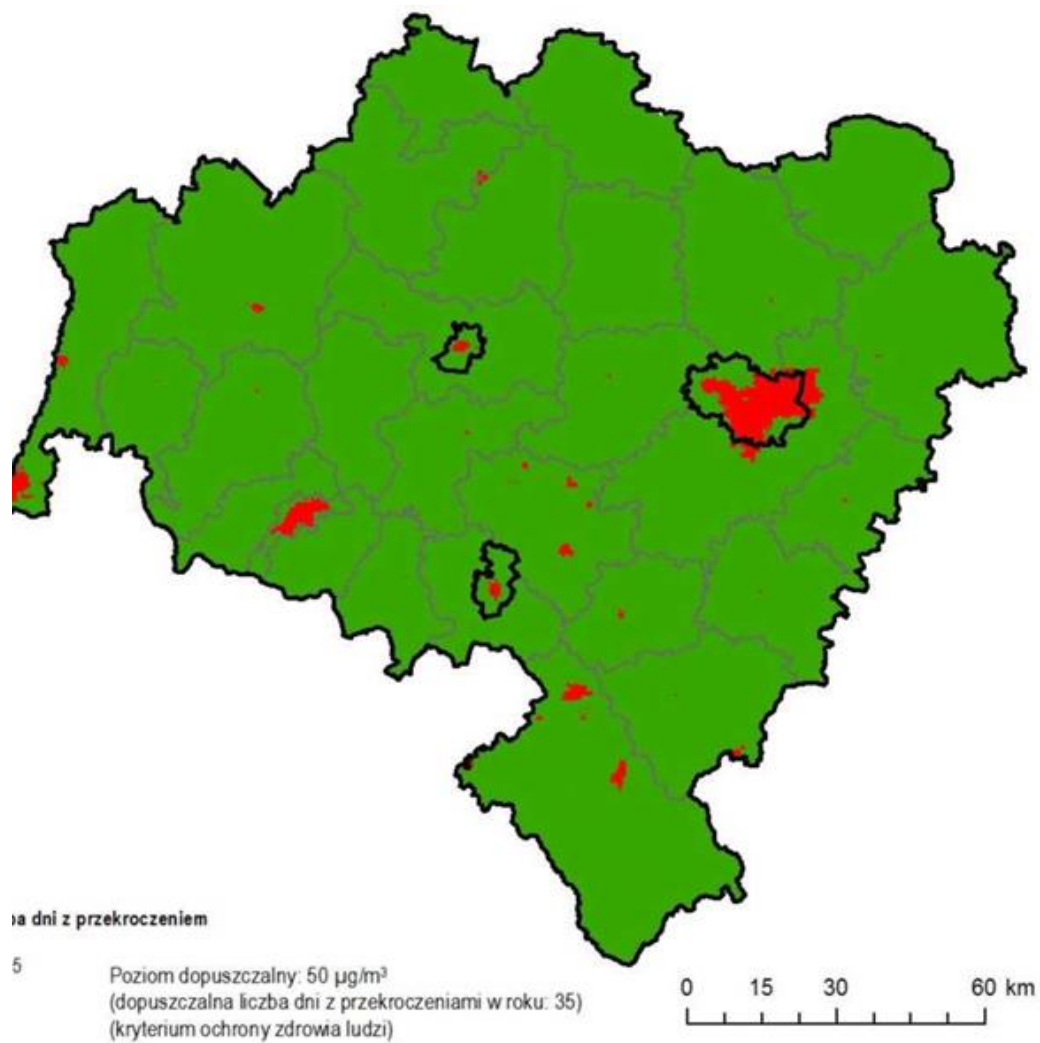 ba dni z przekroczeniem
5
Poziom dopuszczalny: 50 µg/m³
(dopuszczalna liczba dni z przekroczeniami w roku: 35)
(kryterium ochrony zdrowia ludzi)
0 15 30 60 km